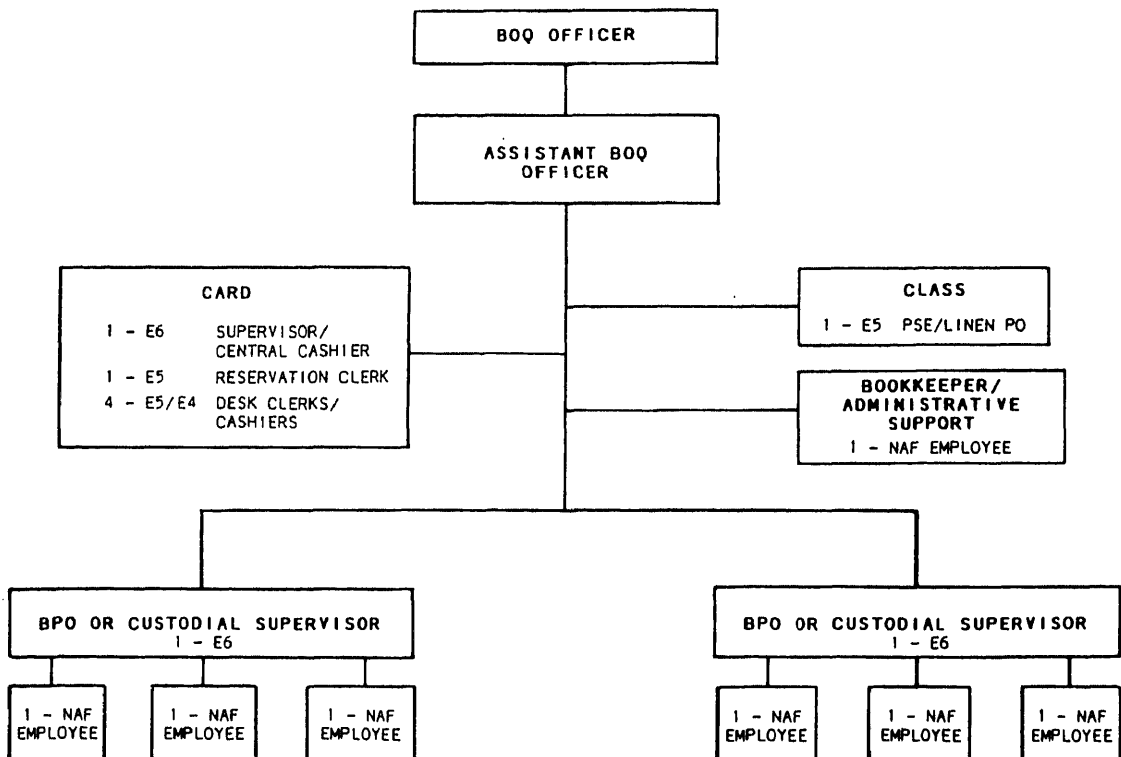 BOQ OFFICER
ASSISTANT BOQ
OFFICER
CARD
1 - E6 SUPERVISOR/
CENTRAL CASHIER
1 - E5 RESERVATION CLERK
4 - E5/E4 DESK CLERKS/
CASHIERS
CLASS
1 - E5 PSE/LINEN PO
BOOKKEEPER/
ADMINISTRATIVE
SUPPORT
1 - NAF EMPLOYEE
BPO OR CUSTODIAL SUPERVISOR
1 - E6
BPO OR CUSTODIAL SUPERVISOR
1 - E6
1 - NAF
EMPLOYEE
1 - NAF
EMPLOYEE
1 - NAF
EMPLOYEE
1 - NAF
EMPLOYEE
1 - NAF
EMPLOYEE
1 - NAF
EMPLOYEE